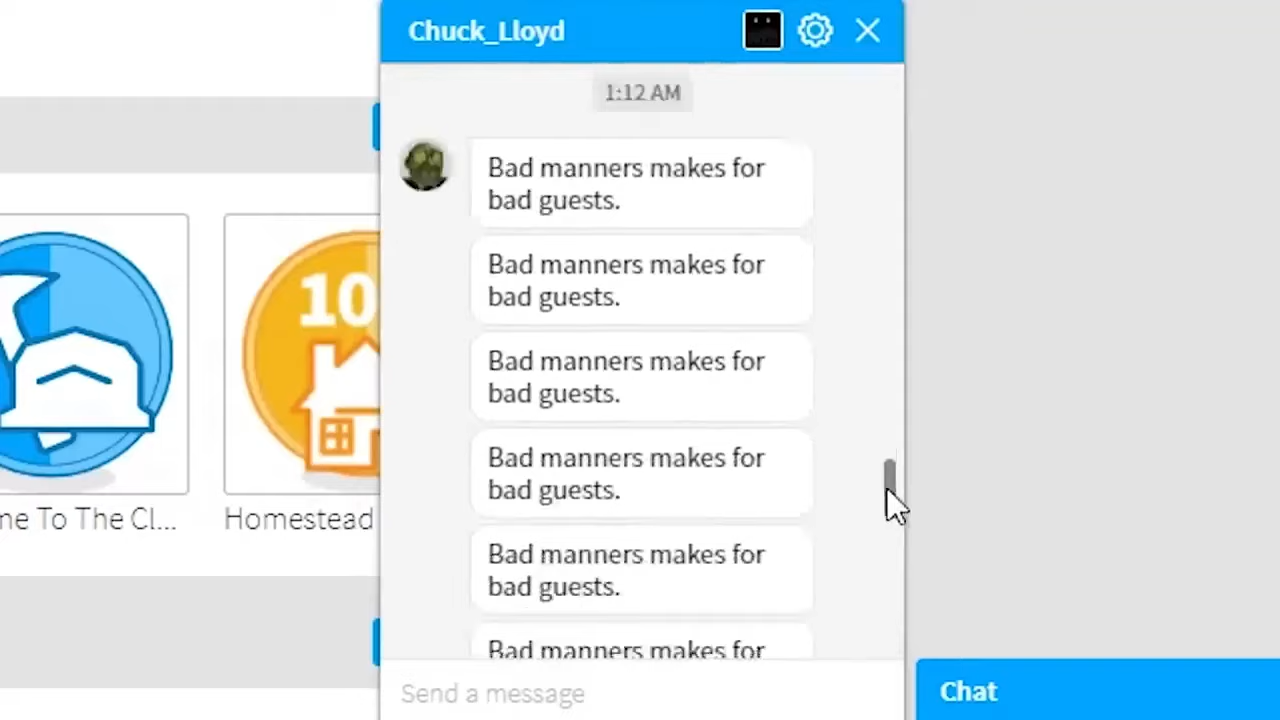 Chuck_Lloyd
1:12 AM
Bad manners makes for
bad guests.
Bad manners makes for
bad guests.
Bad manners makes for
bad guests.
Bad manners makes for
bad guests.
Bad manners makes for
bad guests.
Bad manners makes for
Send a message
10
me To The Cl...
Homestead
Chat